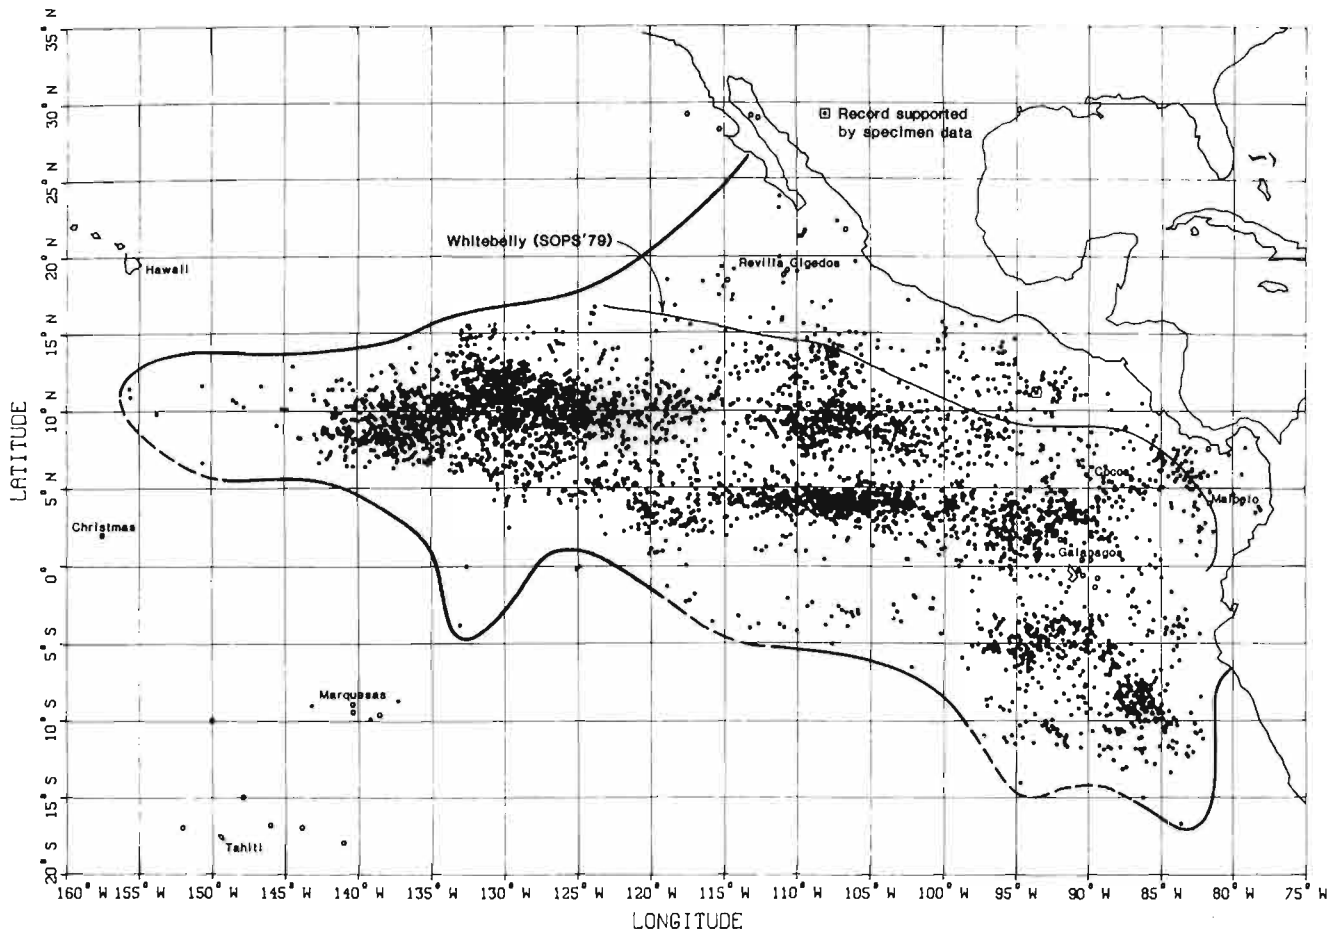 35° N
30° N
25° N
20° N
15° N
10° N
5° N
0°
5° S
10° S
15° S
20° S
LATITUDE
Record supported
by specimen data
Whitebelly (SOPS'79)
Revilla Gigedos
Hawaii
Christmas
Cocos
Malpelo
Galapagos
Marquesas
Tahiti
160° W 155° W 150° W 145° W 140° W 135° W 130° W 125° W 120° W 115° W 110° W 105° W 100° W 95° W 90° W 85° W 80° W 75° W
LONGITUDE